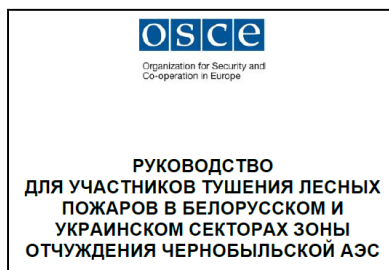 OSCE
Organization for Security and
Co-operation in Europe
РУКОВОДСТВО
ДЛЯ УЧАСТНИКОВ ТУШЕНИЯ ЛЕСНЫХ
ПОЖАРОВ В БЕЛОРУССКОМ И
УКРАИНСКОМ СЕКТОРАХ ЗОНЫ
ОТЧУЖДЕНИЯ ЧЕРНОБЫЛЬСКОЙ АЭС